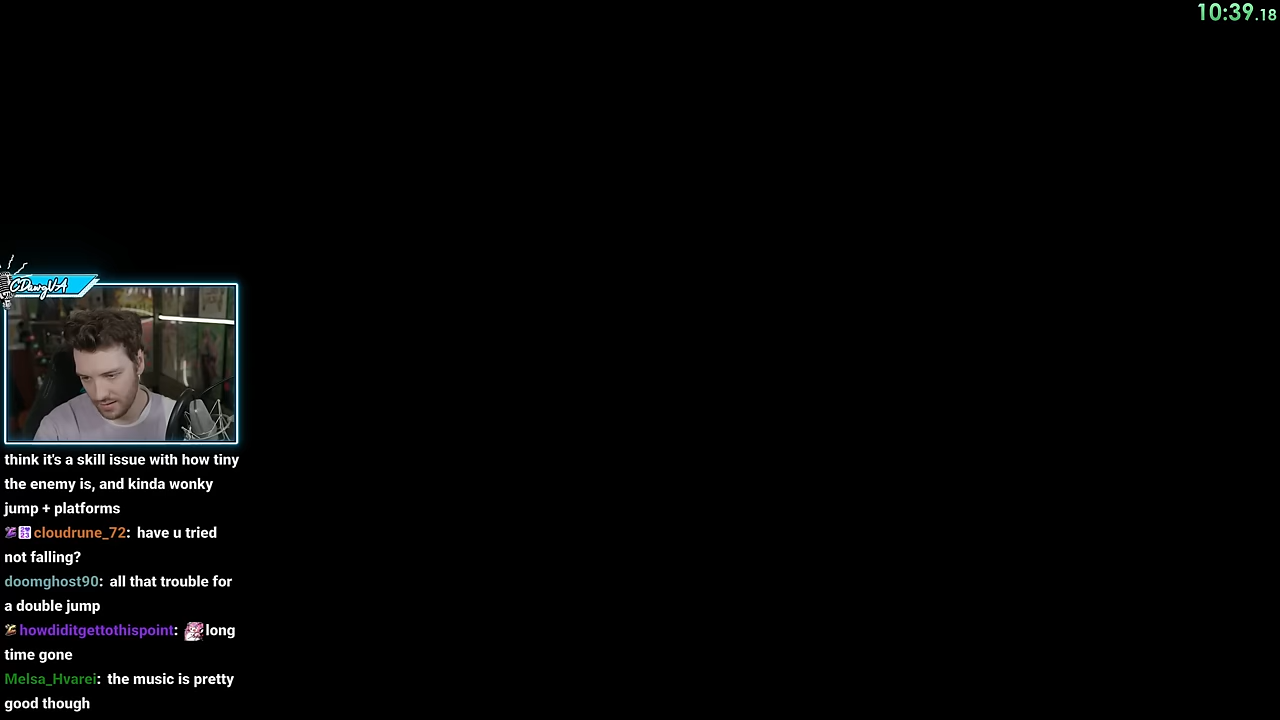 10:39.18
CDawgVA
think it's a skill issue with how tiny
the enemy is, and kinda wonky
jump + platforms
cloudrune_72: have u tried
not falling?
doomghost90: all that trouble for
a double jump
howdiditgettothispoint: long
time gone
Melsa_Hvarei: the music is pretty
good though